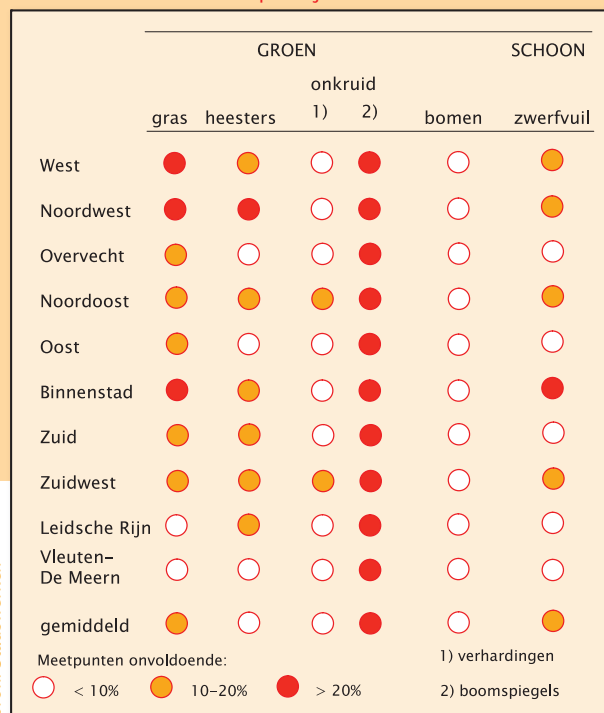 GROEN SCHOON
onkruid
gras heesters 1) 2) bomen zwerfvuil
West
Noordwest
Overvecht
Noordoost
Oost
Binnenstad
Zuid
Zuidwest
Leidsche Rijn
Vleuten-
De Meern
gemiddeld
Meetpunten onvoldoende: 1) verhardingen
< 10% 10-20% > 20% 2) boomspiegels